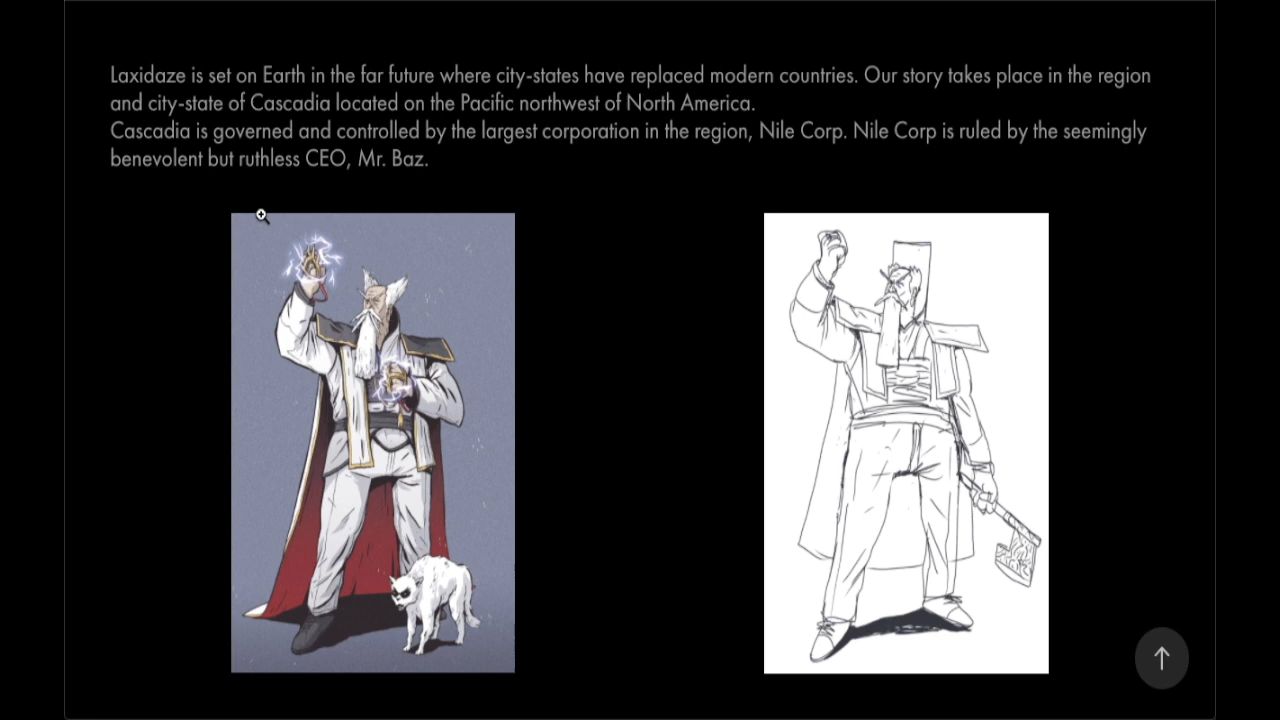 Laxidaze is set on Earth in the far future where city-states have replaced modern countries. Our story takes place in the region
and city-state of Cascadia located on the Pacific northwest of North America.
Cascadia is governed and controlled by the largest corporation in the region, Nile Corp. Nile Corp is ruled by the seemingly
benevolent but ruthless CEO, Mr. Baz.